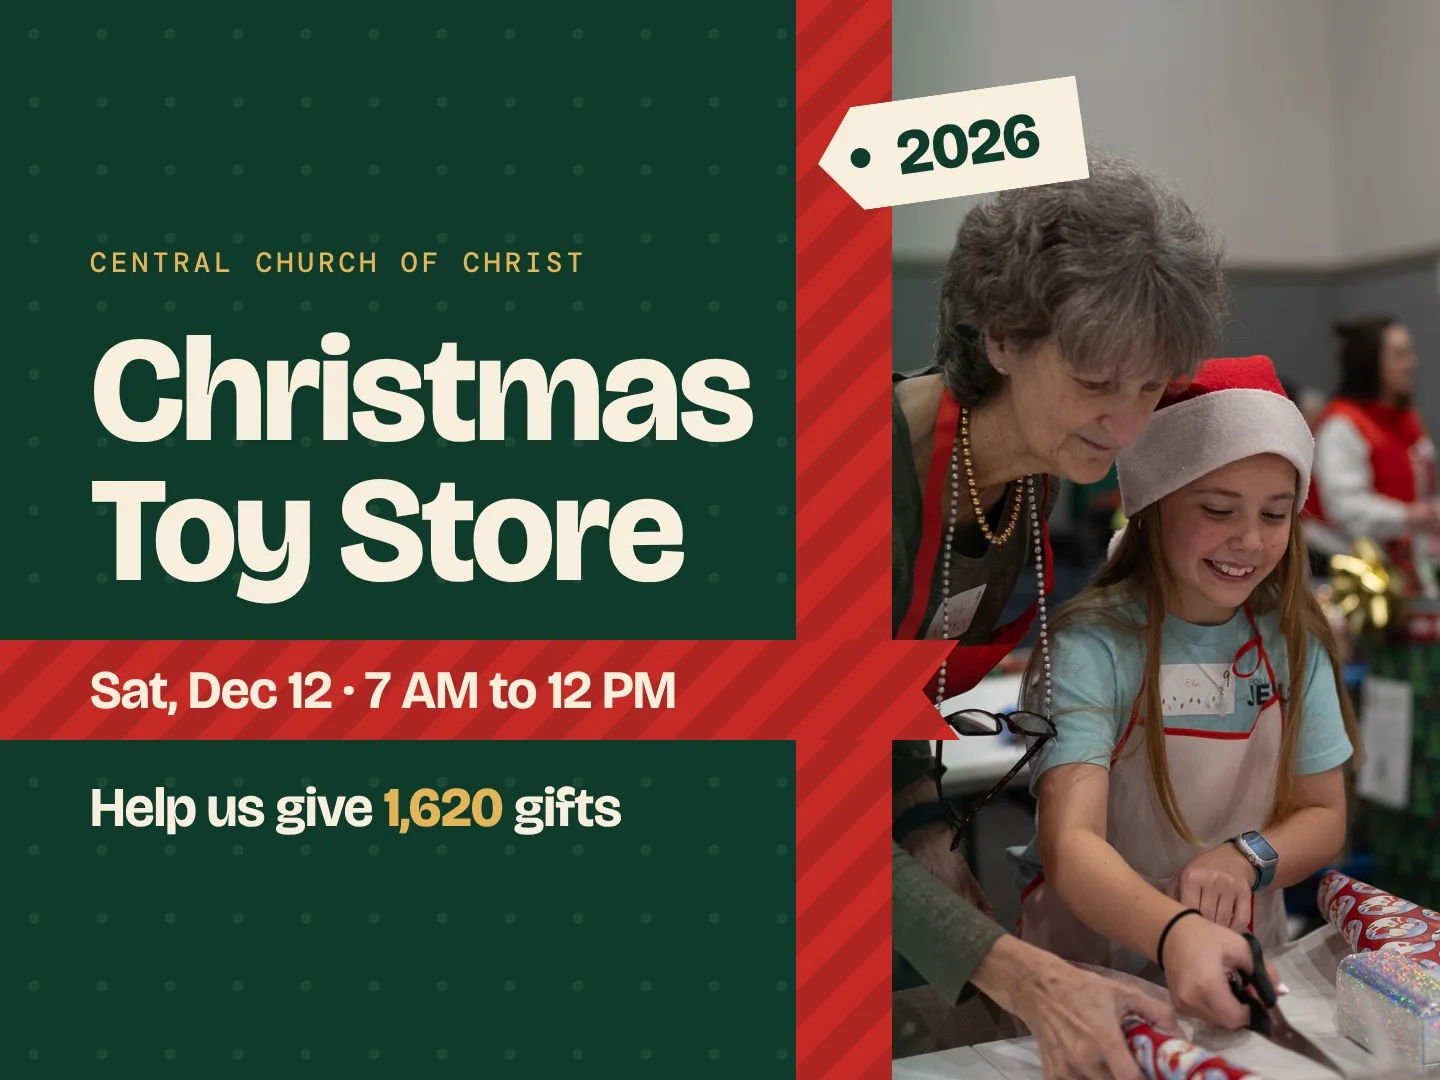 2026
CENTRAL CHURCH OF CHRIST
Christmas
Toy Store
Sat, Dec 12 • 7 AM to 12 PM
Help us give 1,620 gifts